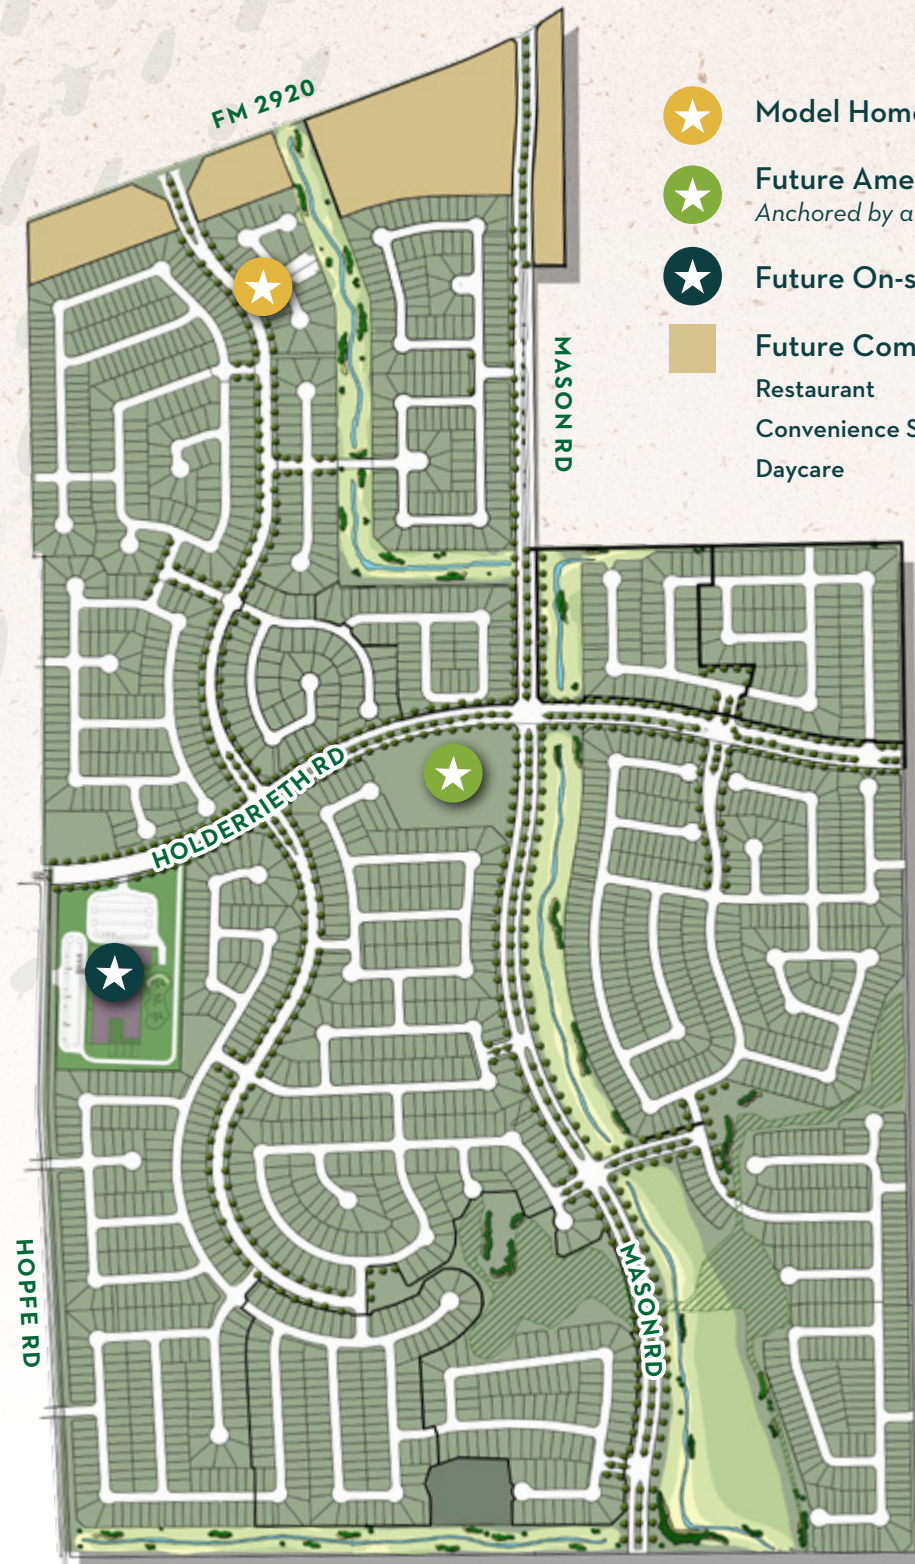 FM 2920
Model Hom
Future Ame
Anchored by a
Future On-s
Future Com
Restaurant
Convenience S
Daycare
MASON RD
HOLDERRIETH RD
HOPFE RD
MASON RD